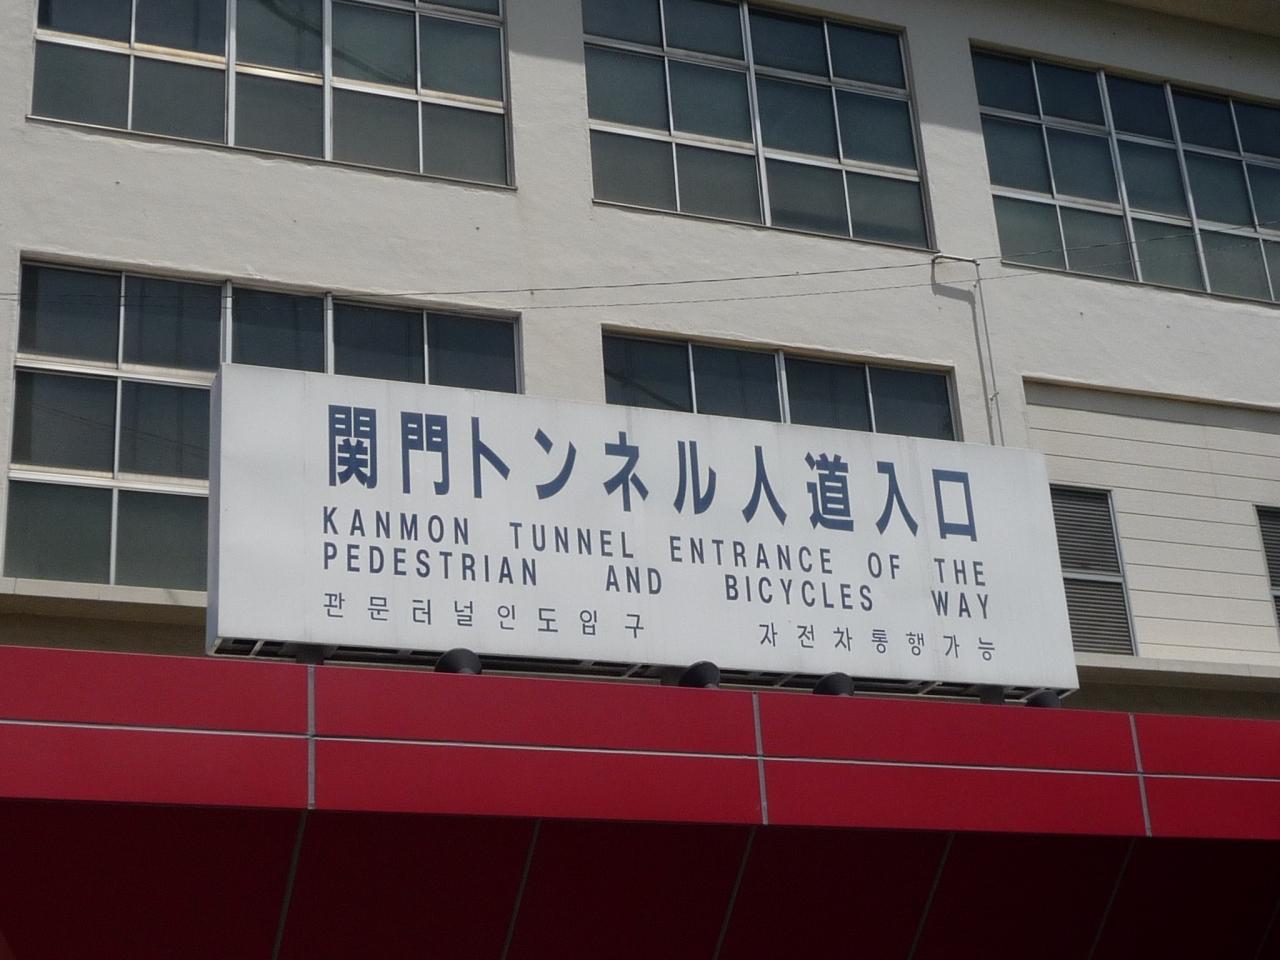 関門トンネル人道入口
KANMON TUNNEL ENTRANCE OF THE
PEDESTRIAN AND BICYCLES WAY
관문터널인도입구 자전차통행가능